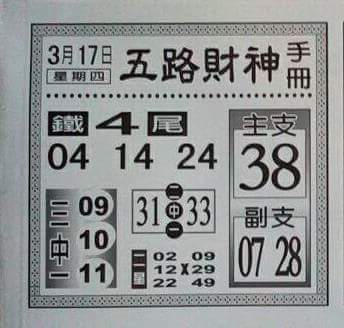 3月17日
星期四
五路財神
手冊
鐵4尾
04 14 24
主支
38
三中一
09
10
11
31 二中一 33
副支
07 28
二星
02 09
12X29
22 49